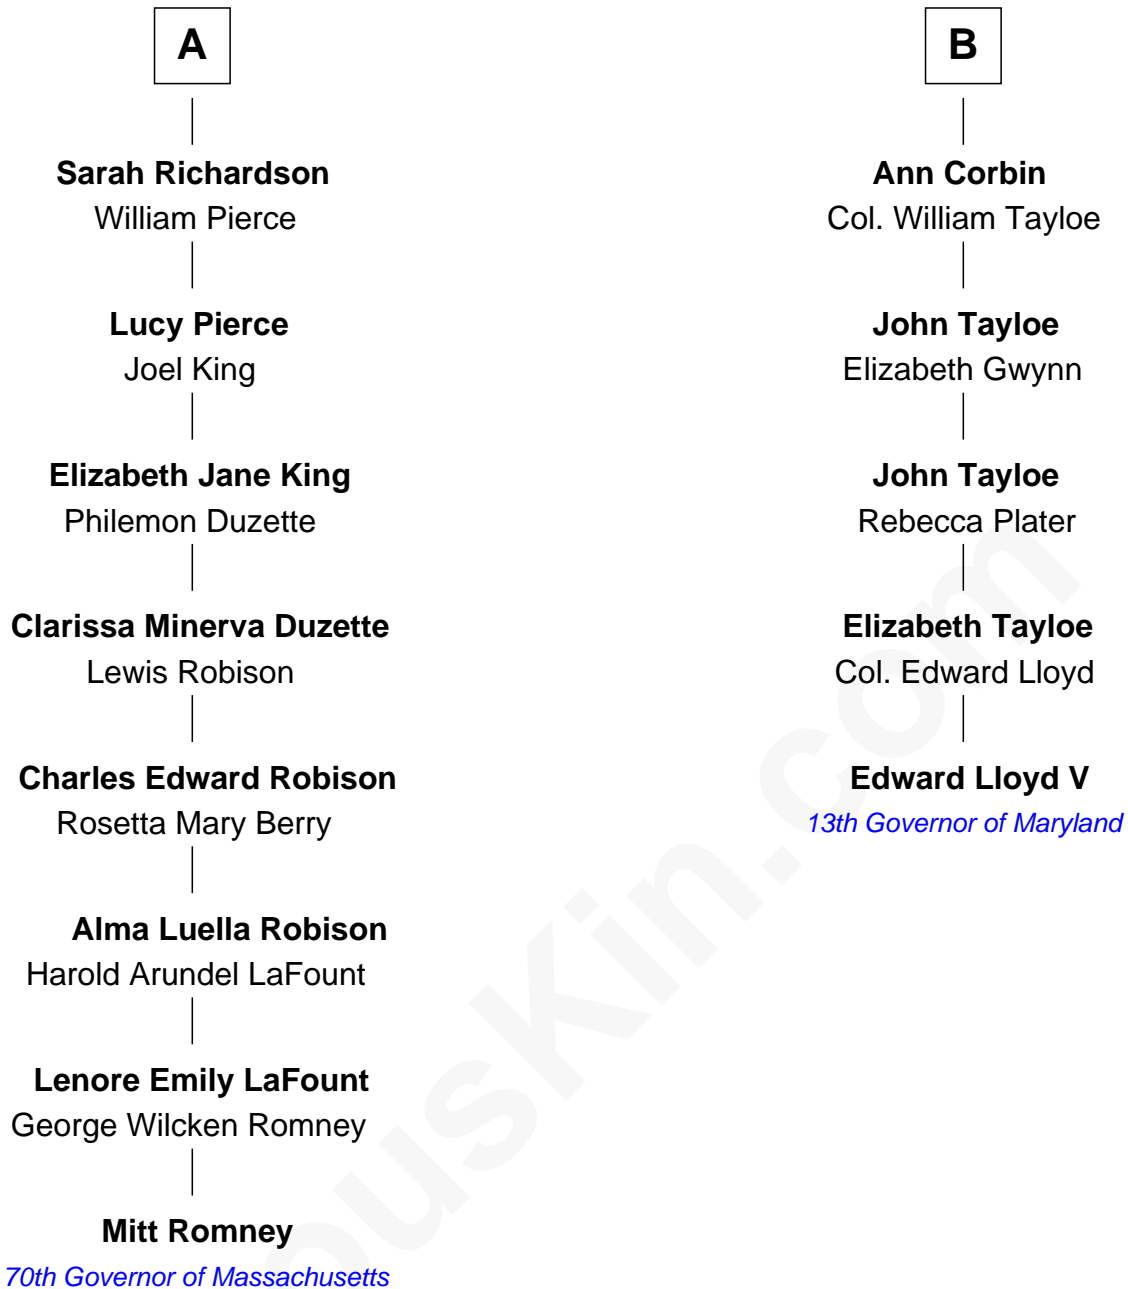 A
Sarah Richardson
William Pierce
Lucy Pierce
Joel King
Elizabeth Jane King
Philemon Duzette
Clarissa Minerva Duzette
Lewis Robison
Charles Edward Robison
Rosetta Mary Berry
Alma Luella Robison
Harold Arundel LaFount
Lenore Emily LaFount
George Wilcken Romney
Mitt Romney
70th Governor of Massachusetts
B
Ann Corbin
Col. William Tayloe
John Tayloe
Elizabeth Gwynn
John Tayloe
Rebecca Plater
Elizabeth Tayloe
Col. Edward Lloyd
Edward Lloyd V
13th Governor of Maryland
ousKin.com